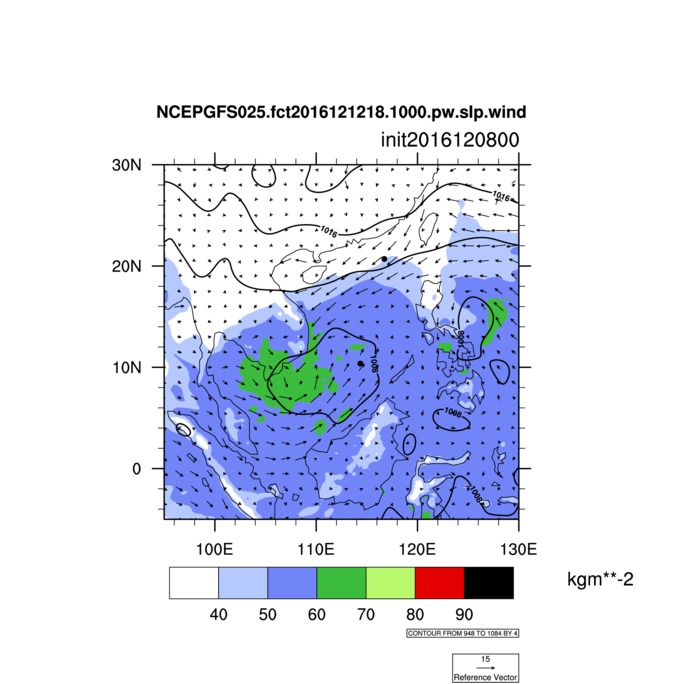 NCEPGFS025.fct2016121218.1000.pw.slp.wind
init2016120800
30N
1016
1016
20N
1008
1008
10N
1008
0
1008
100E 110E 120E 130E
kgm**-2
40 50 60 70 80 90
CONTOUR FROM 948 TO 1084 BY 4
15
Reference Vector